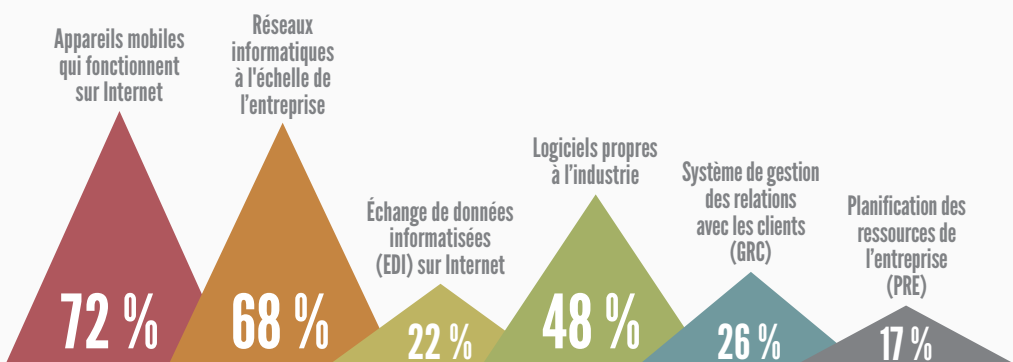 Appareils mobiles
qui fonctionnent
sur Internet
72 %
Réseaux
informatiques
à l'échelle de
l’entreprise
68 %
Échange de données
informatisées
(EDI) sur Internet
22 %
Logiciels propres
à l’industrie
48 %
Système de gestion
des relations
avec les clients
(GRC)
26 %
Planification des
ressources de
l’entreprise
(PRE)
17 %